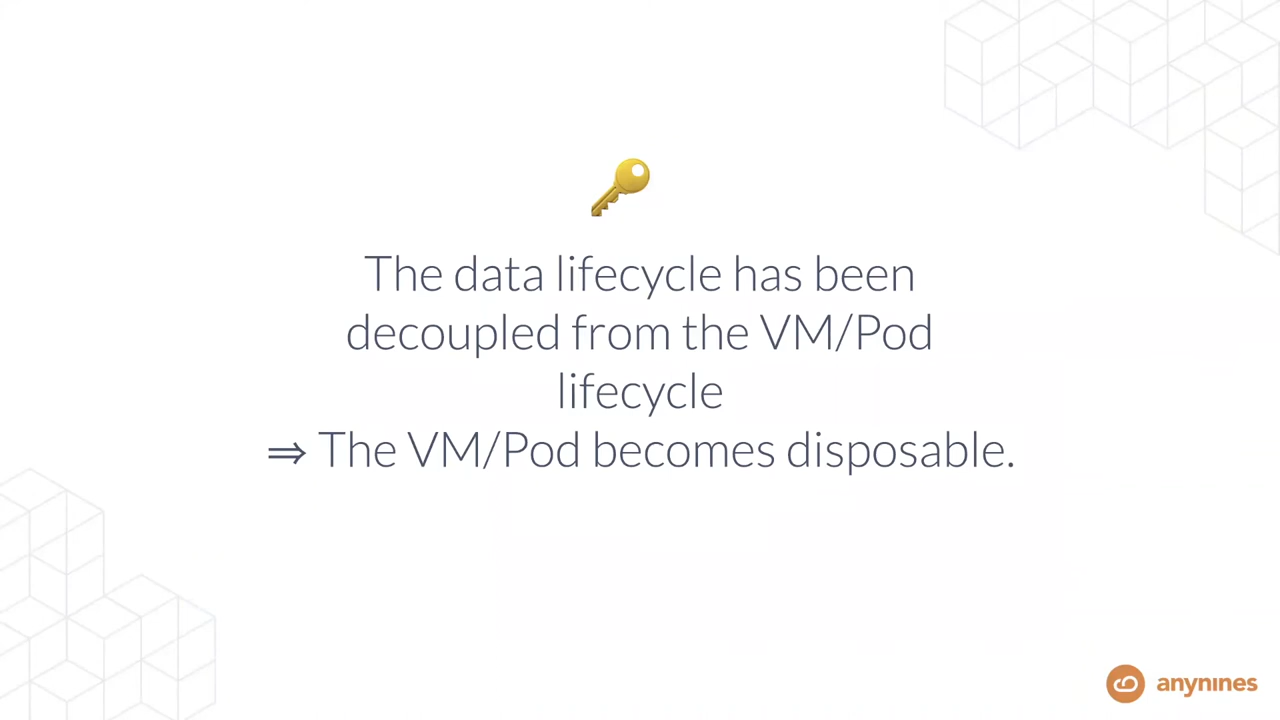 The data lifecycle has been
decoupled from the VM/Pod
lifecycle
⇒ The VM/Pod becomes disposable.
anynines